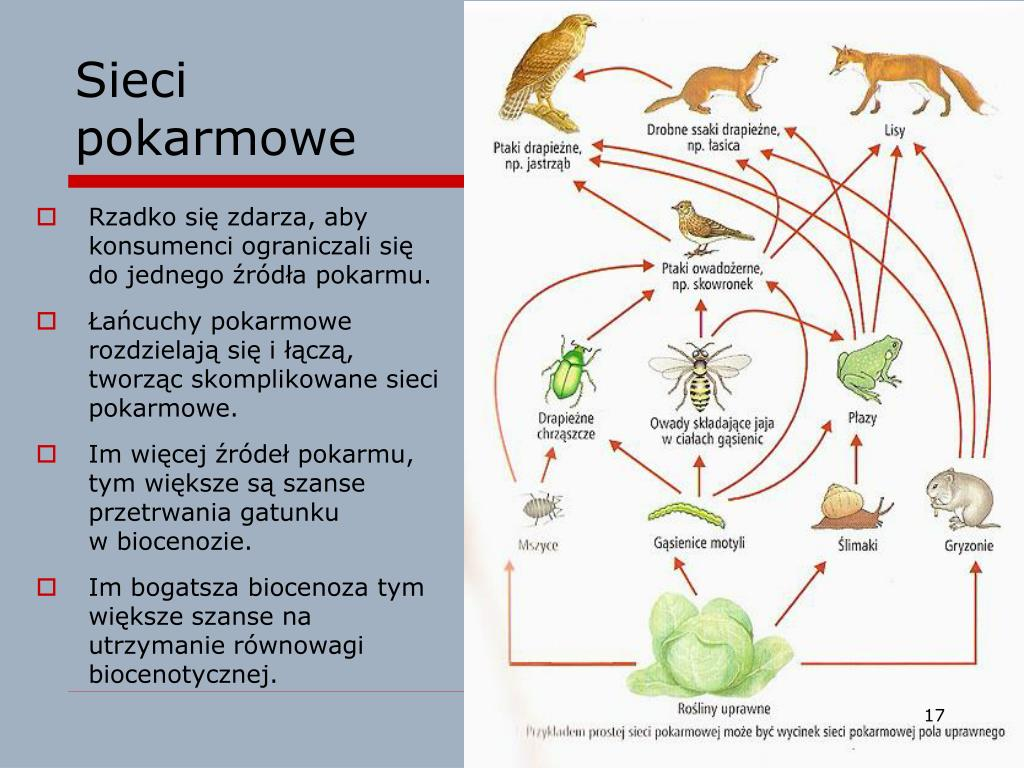 Sieci
pokarmowe
Rzadko się zdarza, aby
konsumenci ograniczali się
do jednego źródła pokarmu.
Łańcuchy pokarmowe
rozdzielają się i łączą,
tworząc skomplikowane sieci
pokarmowe.
Im więcej źródeł pokarmu,
tym większe są szanse
przetrwania gatunku
w biocenozie.
Im bogatsza biocenoza tym
większe szanse na
utrzymanie równowagi
biocenotycznej.
Ptaki drapieżne,
np. jastrząb
Drobne ssaki drapieżne,
np. łasica
Lisy
Ptaki owadożerne,
np. skowronek
Drapieżne
chrząszcze
Owady składające jaja
w ciałach gąsienic
Płazy
Mszyce
Gąsienice motyli
Ślimaki
Gryzonie
Rośliny uprawne
17
Przykładem prostej sieci pokarmowej może być wycinek sieci pokarmowej pola uprawnego